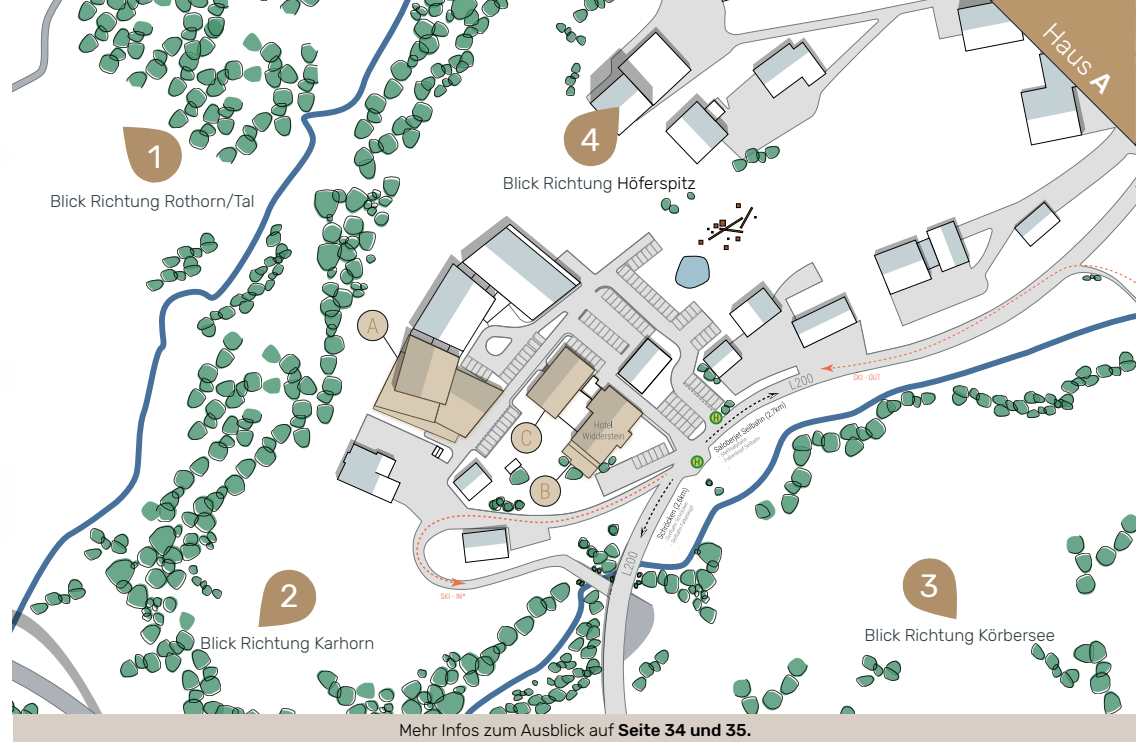 Haus A
1
Blick Richtung Rothorn/Tal
4
Blick Richtung Höferspitz
A
C
Hotel
Widderstein
B
H
H
L200
SKI - OUT
Saloberjet Seilbahn (2,7km)
Schröcken (2,6km)
L200
SKI - IN*
2
Blick Richtung Karhorn
3
Blick Richtung Körbersee
Mehr Infos zum Ausblick auf Seite 34 und 35.